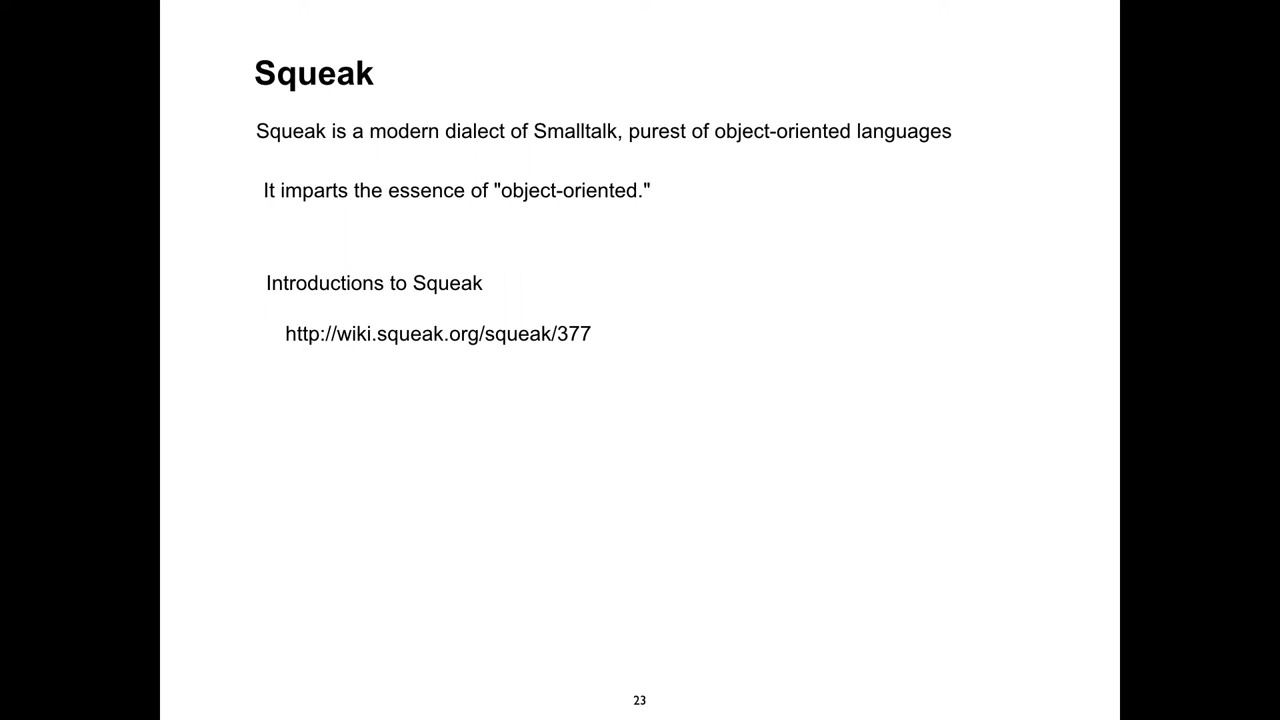 Squeak
Squeak is a modern dialect of Smalltalk, purest of object-oriented languages
It imparts the essence of "object-oriented."
Introductions to Squeak
http://wiki.squeak.org/squeak/377
23